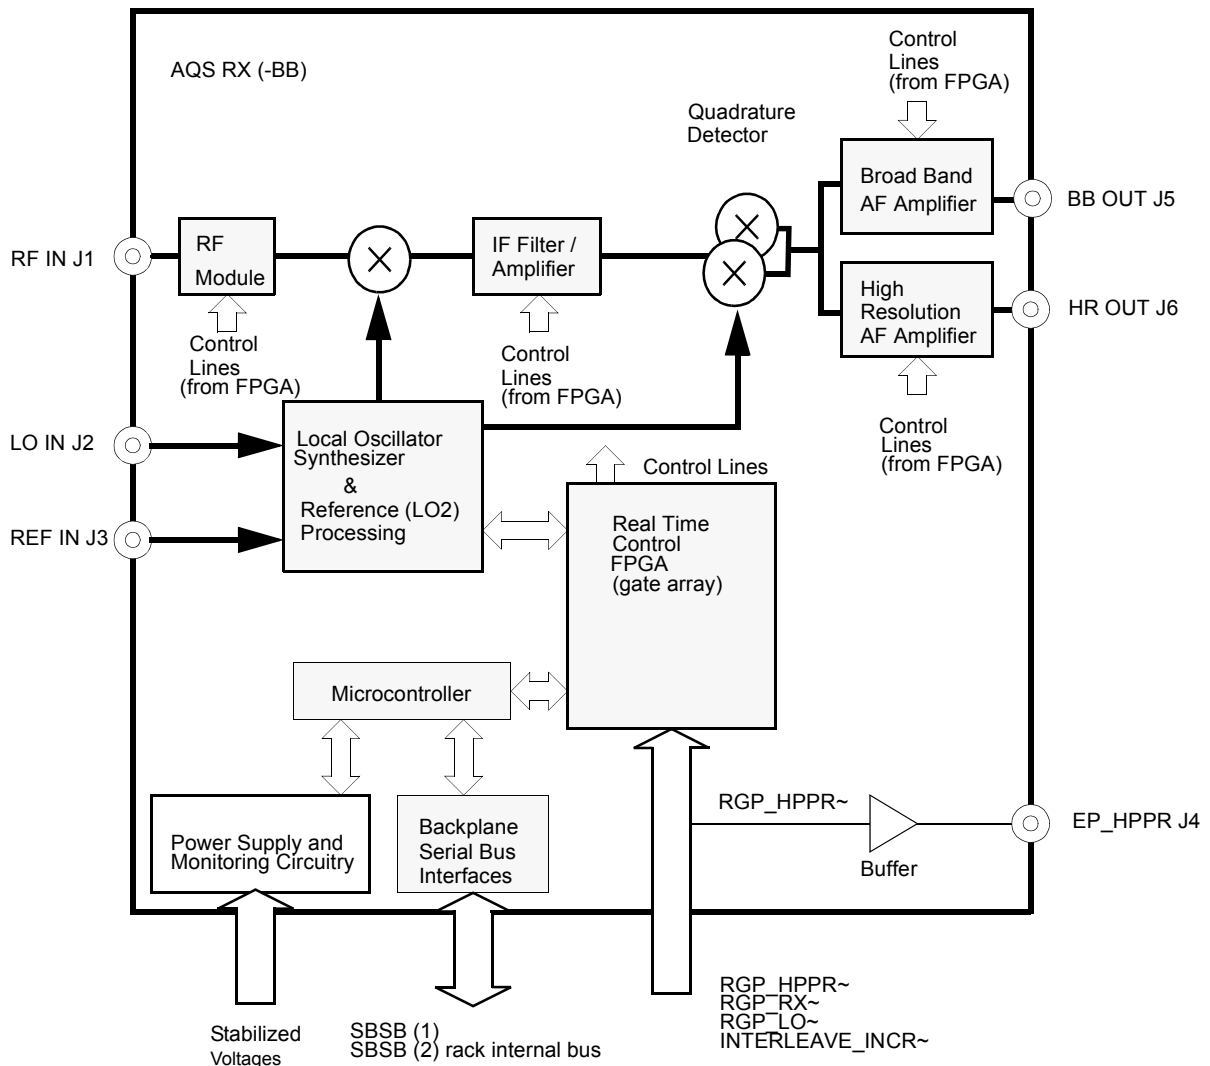 Control
Lines
(from FPGA)
AQS RX (-BB)
Quadrature
Detector
Broad Band
AF Amplifier
BB OUT J5
RF IN J1
RF
Module
IF Filter /
Amplifier
High
Resolution
AF Amplifier
HR OUT J6
Control
Lines
(from FPGA)
Control
Lines
(from FPGA)
Control
Lines
(from FPGA)
LO IN J2
Local Oscillator
Synthesizer
&
Reference (LO2)
Processing
Control Lines
REF IN J3
Real Time
Control
FPGA
(gate array)
Microcontroller
RGP_HPPR~
Buffer
EP_HPPR J4
Power Supply and
Monitoring Circuitry
Backplane
Serial Bus
Interfaces
Stabilized
Voltages
SBSB (1)
SBSB (2) rack internal bus
RGP_HPPR~
RGP_RX~
RGP_LO~
INTERLEAVE_INCR~